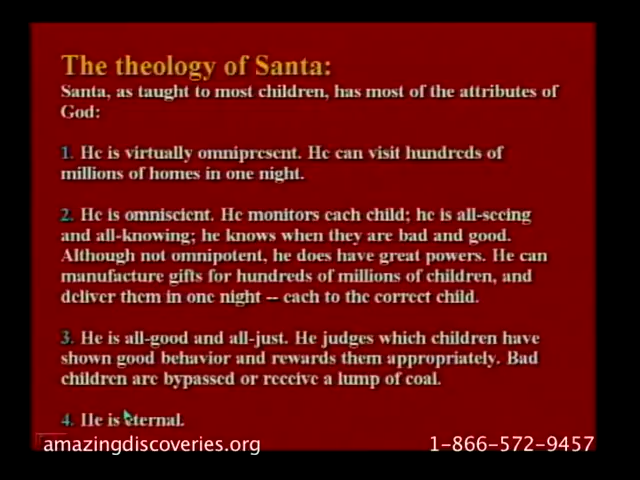 The theology of Santa:
Santa, as taught to most children, has most of the attributes of
God:
1. He is virtually omnipresent. He can visit hundreds of
millions of homes in one night.
2. He is omniscient. He monitors each child; he is all-seeing
and all-knowing; he knows when they are bad and good.
Although not omnipotent, he does have great powers. He can
manufacture gifts for hundreds of millions of children, and
deliver them in one night -- each to the correct child.
3. He is all-good and all-just. He judges which children have
shown good behavior and rewards them appropriately. Bad
children are bypassed or receive a lump of coal.
4. He is eternal.
amazingdiscoveries.org 1-866-572-9457